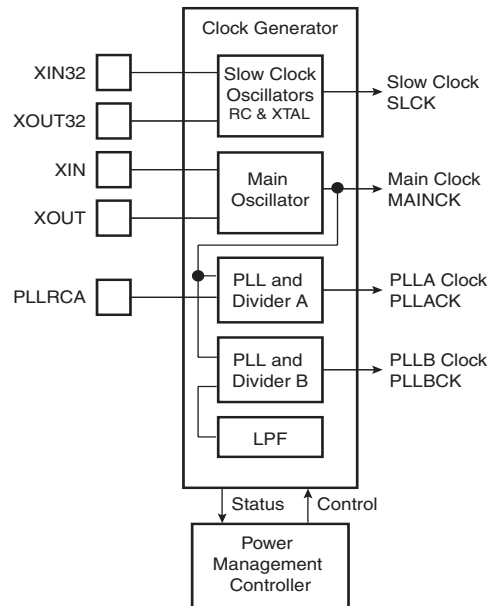 Clock Generator
XIN32
XOUT32
Slow Clock
Oscillators
RC & XTAL
Slow Clock
SLCK
XIN
XOUT
Main
Oscillator
Main Clock
MAINCK
PLLRCA
PLL and
Divider A
PLLA Clock
PLLACK
PLL and
Divider B
PLLB Clock
PLLBCK
LPF
Status
Control
Power
Management
Controller